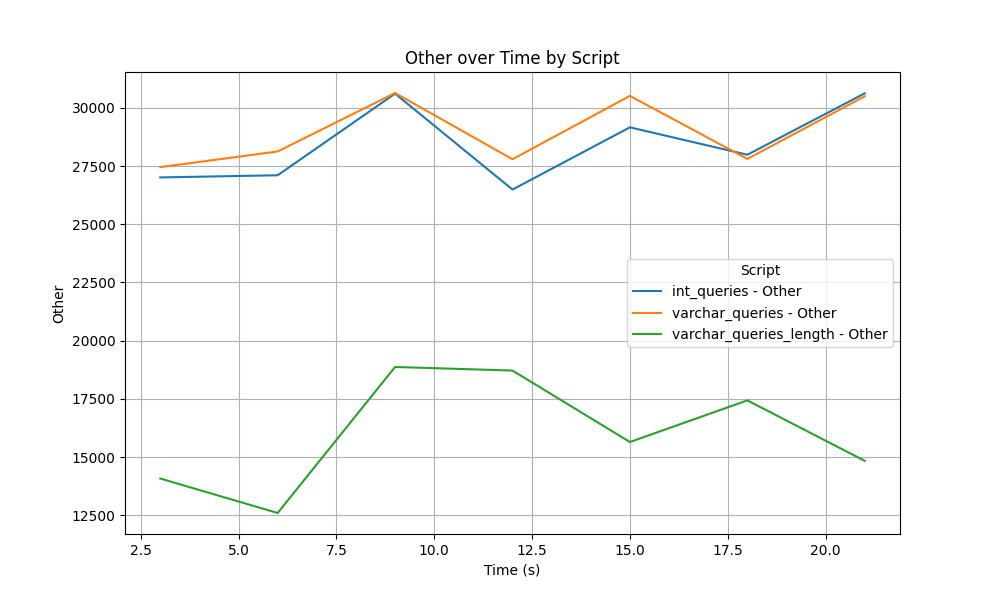 Other over Time by Script
30000
27500
25000
22500
20000
17500
15000
12500
Other
Script
int_queries - Other
varchar_queries - Other
varchar_queries_length - Other
2.5 5.0 7.5 10.0 12.5 15.0 17.5 20.0
Time (s)